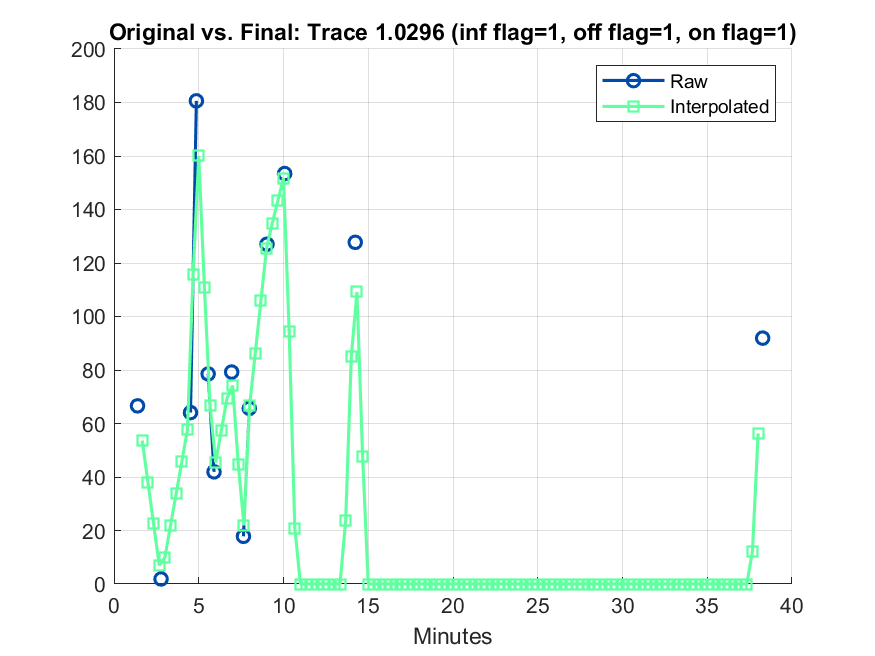 Original vs. Final: Trace 1.0296 (inf flag=1, off flag=1, on flag=1)
200
180
160
140
120
100
80
60
40
20
0
Raw
Interpolated
0 5 10 15 20 25 30 35 40
Minutes